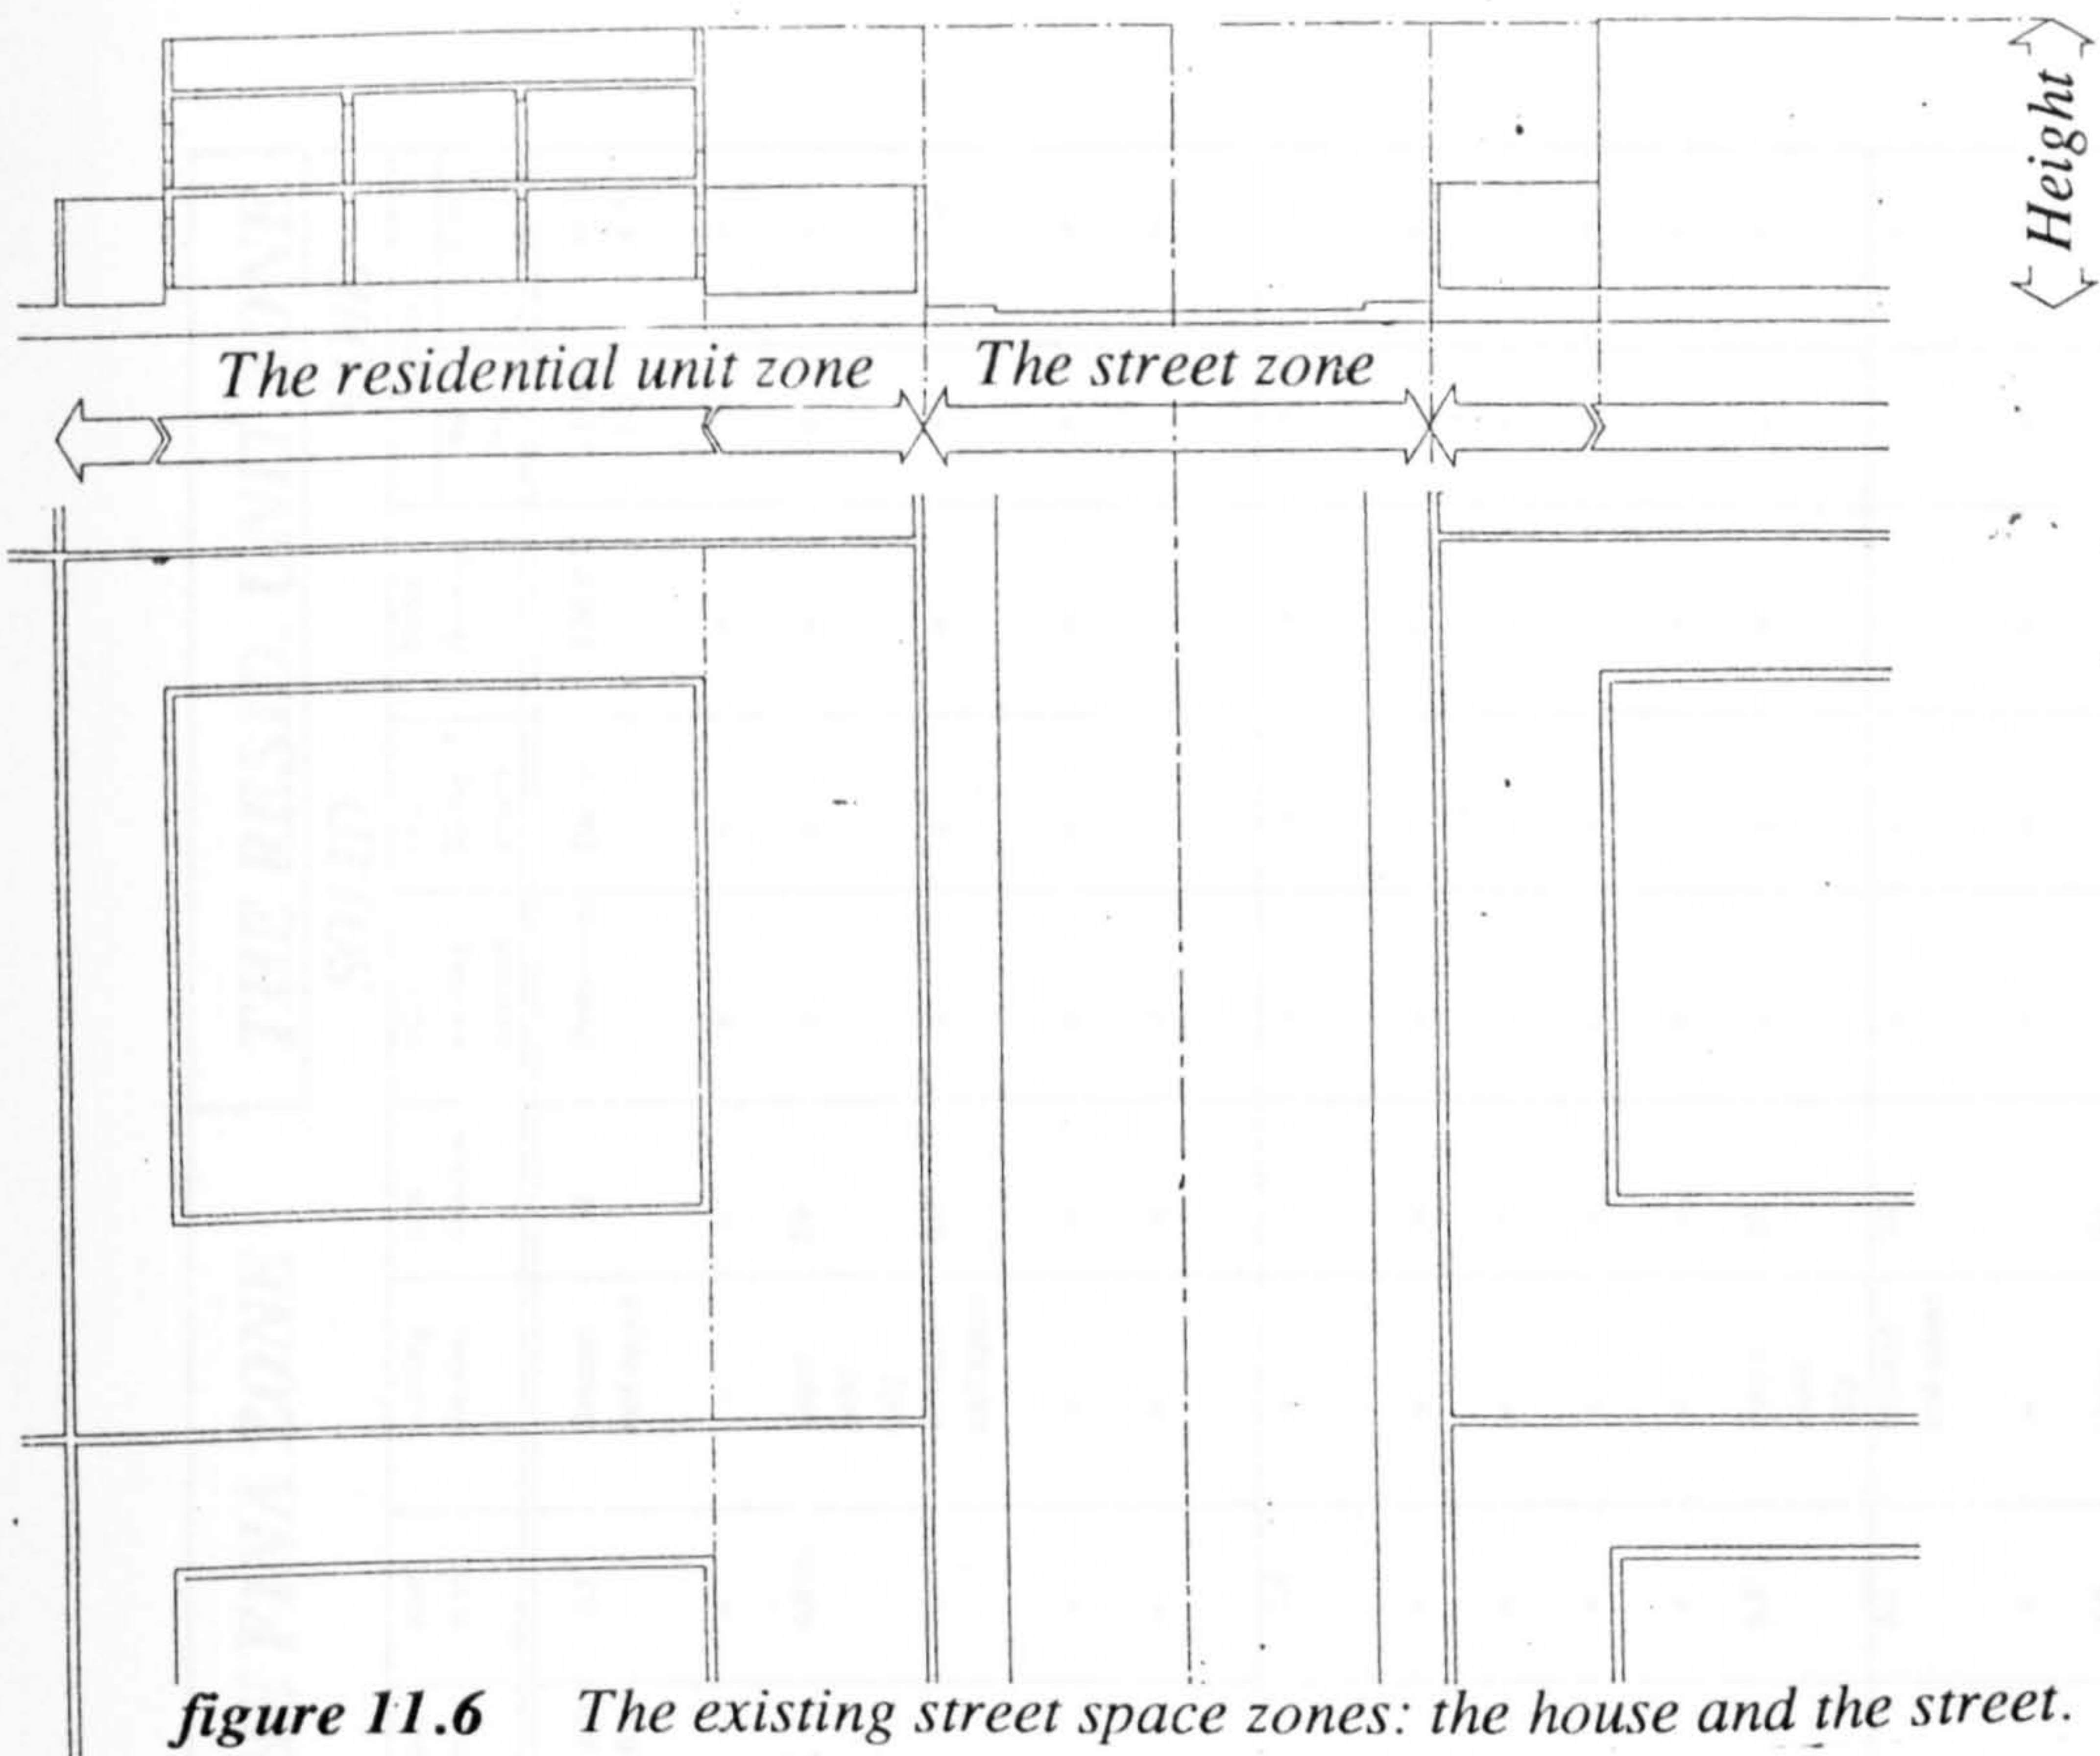 Height
The residential unit zone
The street zone
figure 11.6 The existing street space zones: the house and the street.